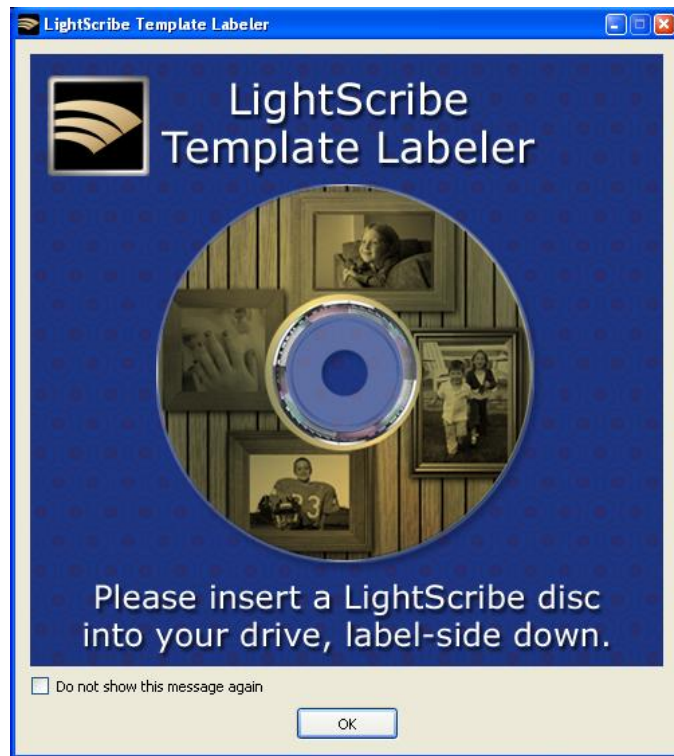 LightScribe Template Labeler
LightScribe
Template Labeler
33
Please insert a LightScribe disc
into your drive, label-side down.
Do not show this message again
OK